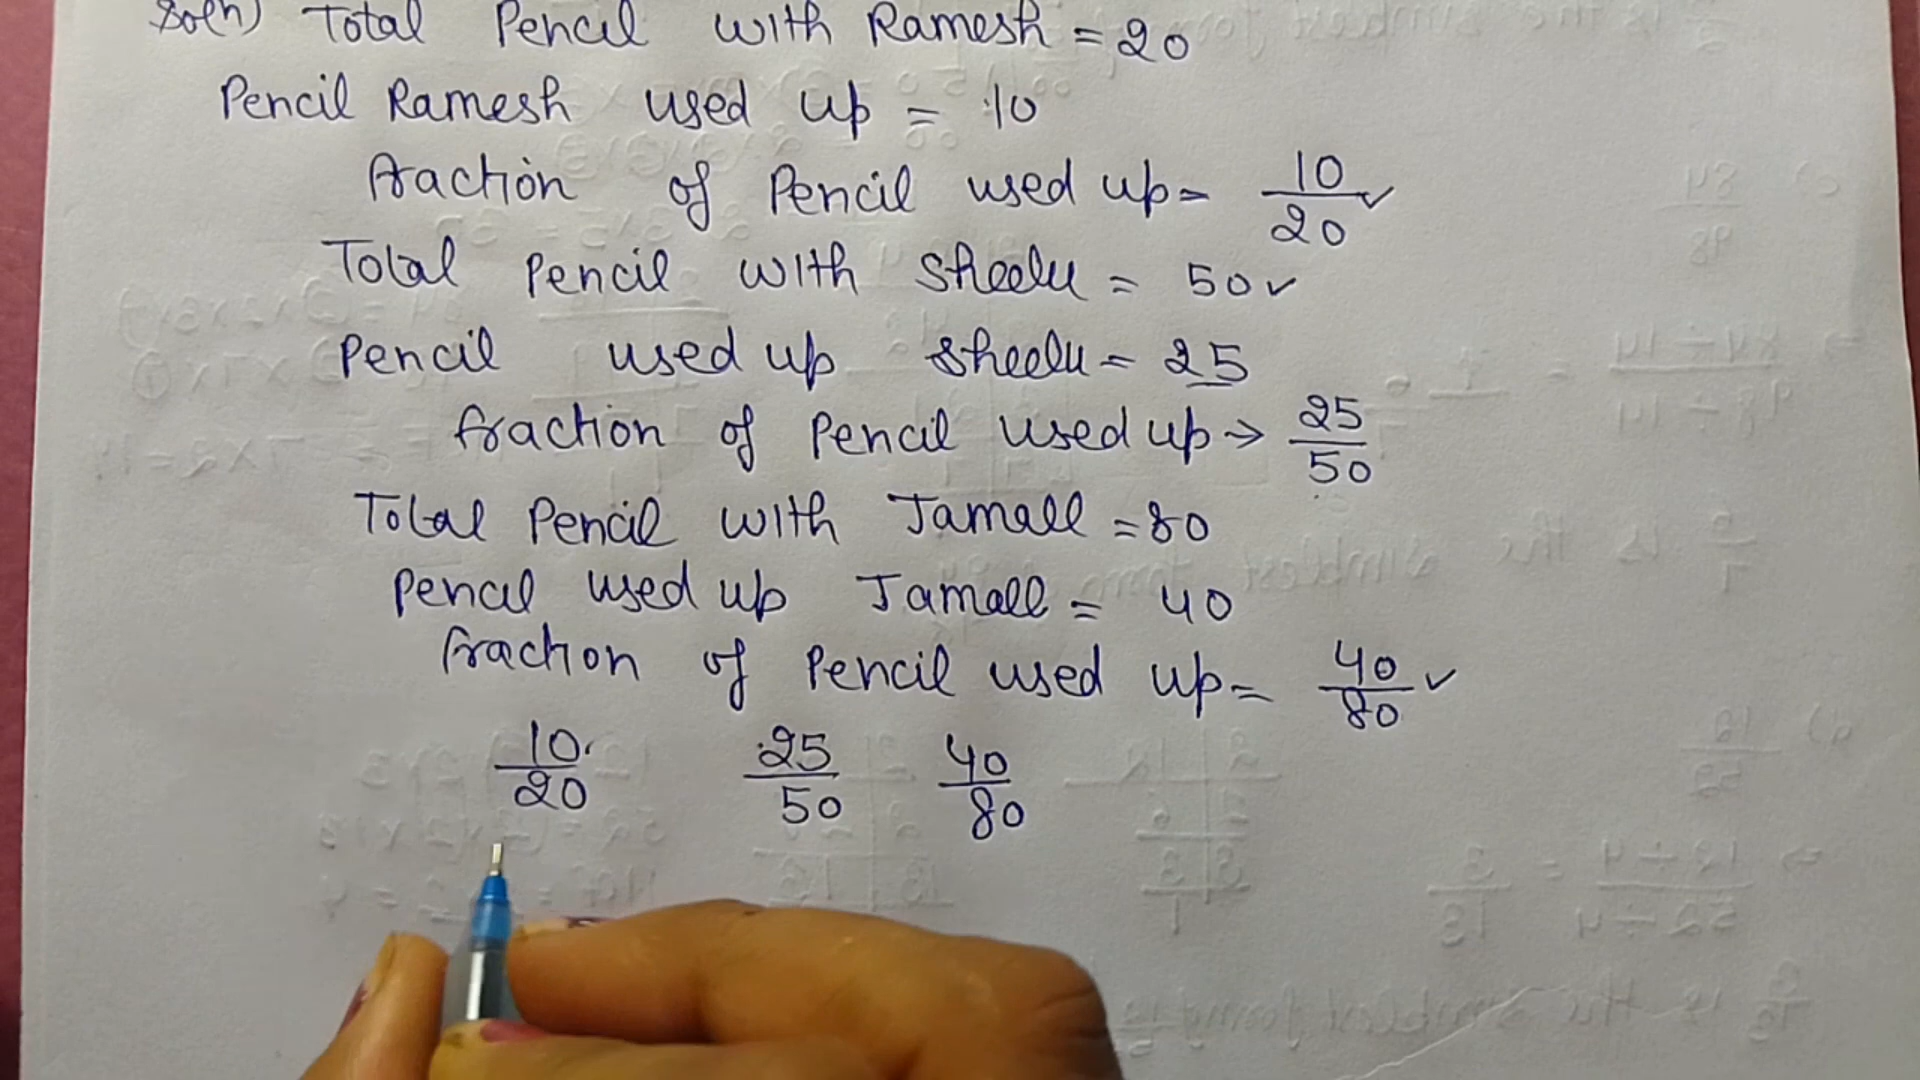 Soln) Total Pencil with Ramesh = 20
Pencil Ramesh used up = 10
fraction of Pencil used up = 10/20 ✓
Total Pencil with Sheelu = 50 ✓
Pencil used up Sheelu = 25
fraction of Pencil used up → 25/50
Total Pencil with Jamall = 80
Pencil used up Jamall = 40
fraction of Pencil used up = 40/80 ✓
10/20 25/50 40/80